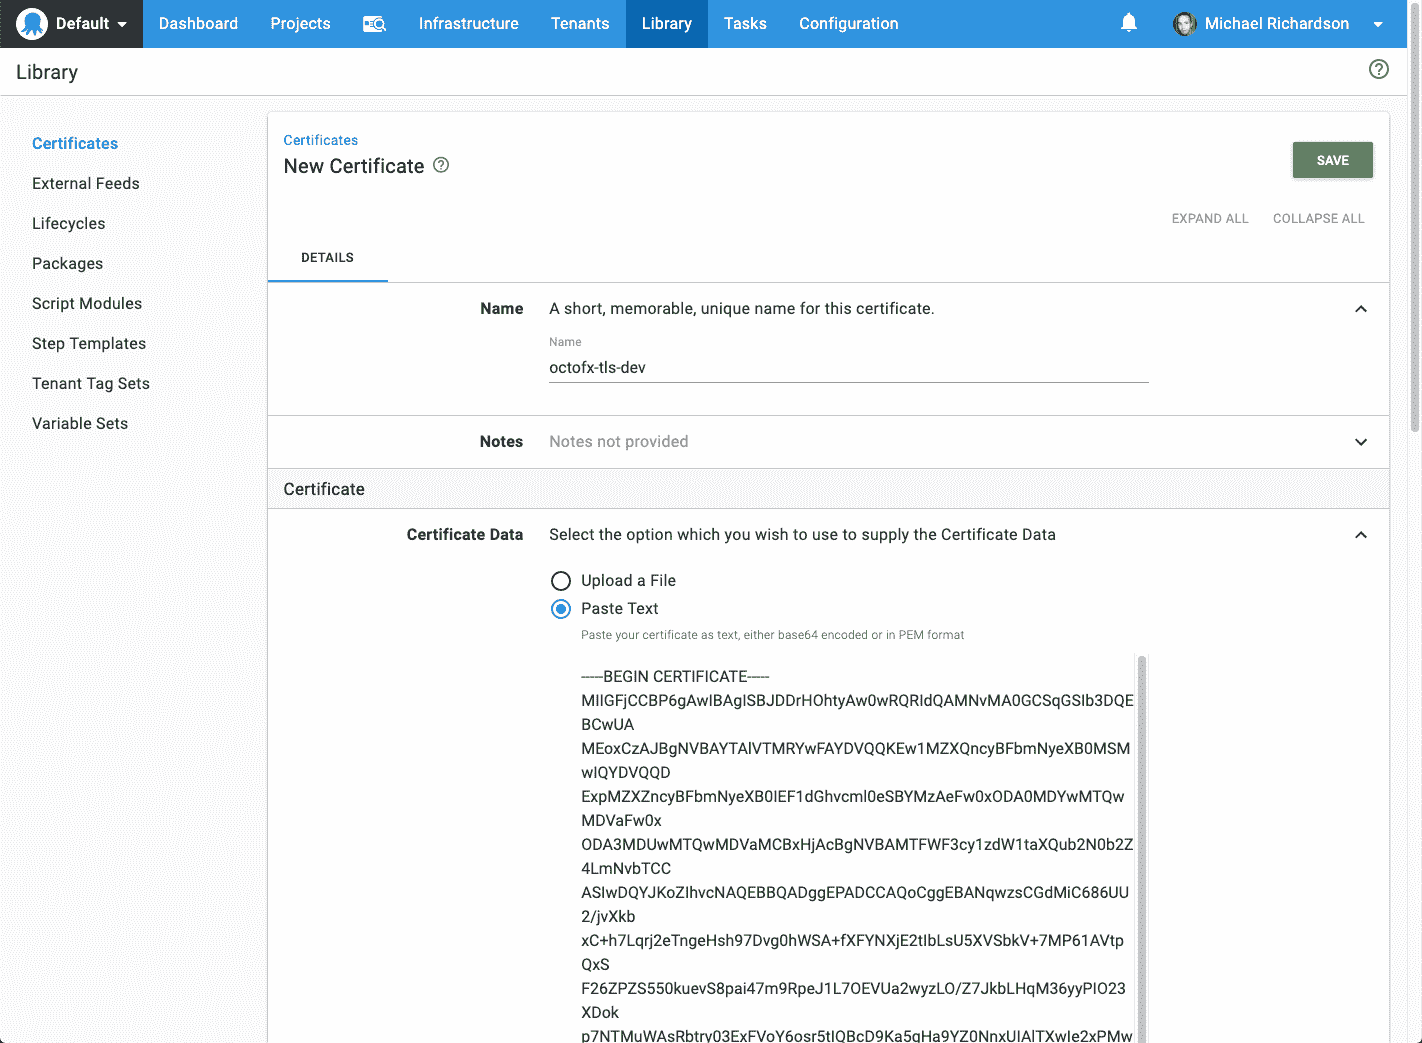 Default Dashboard Projects Infrastructure Tenants Library Tasks Configuration Michael Richardson
Library
Certificates
External Feeds
Lifecycles
Packages
Script Modules
Step Templates
Tenant Tag Sets
Variable Sets
Certificates
New Certificate
SAVE
EXPAND ALL COLLAPSE ALL
DETAILS
Name A short, memorable, unique name for this certificate.
Name
octofx-tls-dev
Notes Notes not provided
Certificate
Certificate Data Select the option which you wish to use to supply the Certificate Data
Upload a File
Paste Text
Paste your certificate as text, either base64 encoded or in PEM format
-----BEGIN CERTIFICATE-----
MIIGFjCCBP6gAwIBAgISBJDDrHOhtyAw0wRQRIdQAMNvMA0GCSqGSIb3DQE
BCwUA
MEoxCzAJBgNVBAYTAlVTMRYwFAYDVQQKEw1MZXQncyBFbmNyeXB0MSM
wIQYDVQQD
ExpMZXZncyBFbmNyeXB0IEF1dGhvcml0eSBYMzAeFw0xODA0MDYwMTQw
MDVaFw0x
ODA3MDUwMTQwMDVaMCBxHjAcBgNVBAMTFWF3cy1zdW1taXQub2N0b2Z
4LmNvbTCC
ASIwDQYJKoZIhvcNAQEBBQADggEPADCCAQoCggEBANqwzsCGdMiC686UU
2/jvXkb
xC+h7Lqrj2eTngeHsh97Dvg0hWSA+fXFYNXjE2tIbLsU5XVSbkV+7MP61AVtp
QxS
F26ZPZS550kuevS8pai47m9RpeJ1L7OEVUa2wyzLO/Z7JkbLHqM36yyPIO23
XDok
p7NTMuWAsRbtry03ExFVoY6osr5tIQBcD9Ka5qHa9YZ0NnxUIAlTXwIe2xPMw